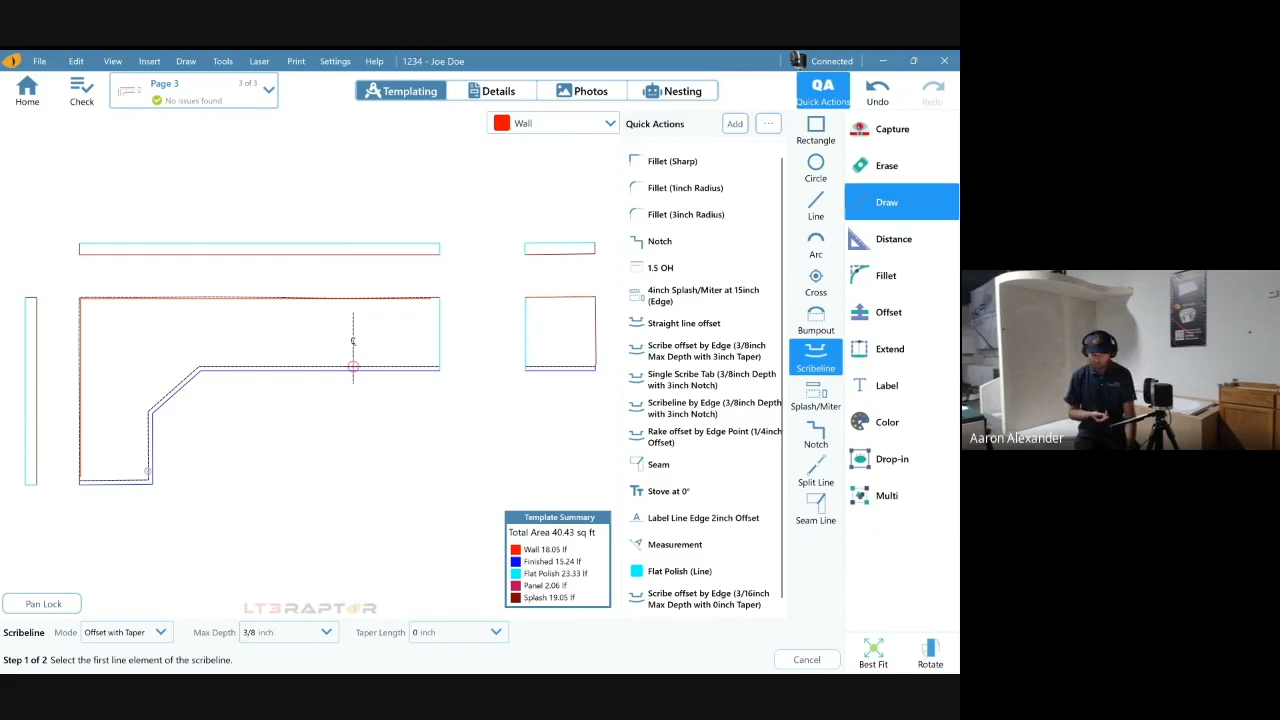 File Edit View Insert Draw Tools Laser Print Settings Help 1234 - Joe Doe Connected
Home
Check
Page 3
3 of 3
No issues found
Templating Details Photos Nesting
QA
Quick Actions
Undo
Redo
Wall
Quick Actions
Add
...
Fillet (Sharp)
Fillet (1inch Radius)
Fillet (3inch Radius)
Notch
1.5 OH
4inch Splash/Miter at 15inch
(Edge)
Straight line offset
Scribe offset by Edge (3/8inch
Max Depth with 3inch Taper)
Single Scribe Tab (3/8inch Depth
with 3inch Notch)
Scribeline by Edge (3/8inch Depth
with 3inch Notch)
Rake offset by Edge Point (1/4inch
Offset)
Seam
Stove at 0°
Label Line Edge 2inch Offset
Measurement
Flat Polish (Line)
Scribe offset by Edge (3/16inch
Max Depth with 0inch Taper)
Rectangle
Circle
Line
Arc
Cross
Bumpout
Scribeline
Splash/Miter
Notch
Split Line
Seam Line
Capture
Erase
Draw
Distance
Fillet
Offset
Extend
Label
Color
Drop-in
Multi
Best Fit
Rotate
Template Summary
Total Area 40.43 sq ft
Wall 18.05 lf
Finished 15.24 lf
Flat Polish 23.33 lf
Panel 2.06 lf
Splash 19.05 lf
Pan Lock
LT3RAPTOR
Scribeline Mode Offset with Taper Max Depth 3/8 inch Taper Length 0 inch
Step 1 of 2 Select the first line element of the scribeline.
Cancel
Aaron Alexander